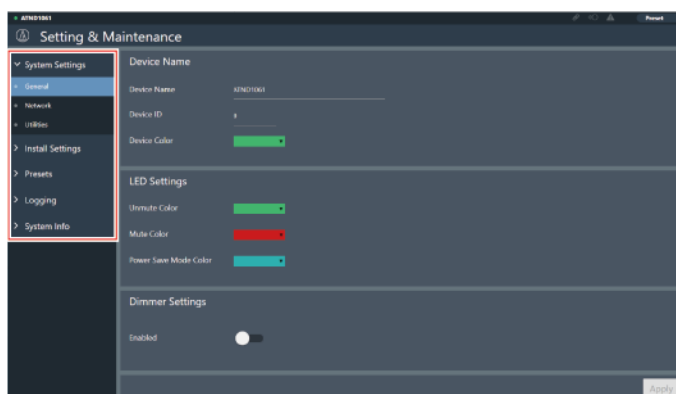 ATND1061
Preset
Setting & Maintenance
System Settings
General
Network
Utilities
Install Settings
Presets
Logging
System Info
Device Name
Device Name ATND1061
Device ID
Device Color
LED Settings
Unmute Color
Mute Color
Power Save Mode Color
Dimmer Settings
Enabled
Apply